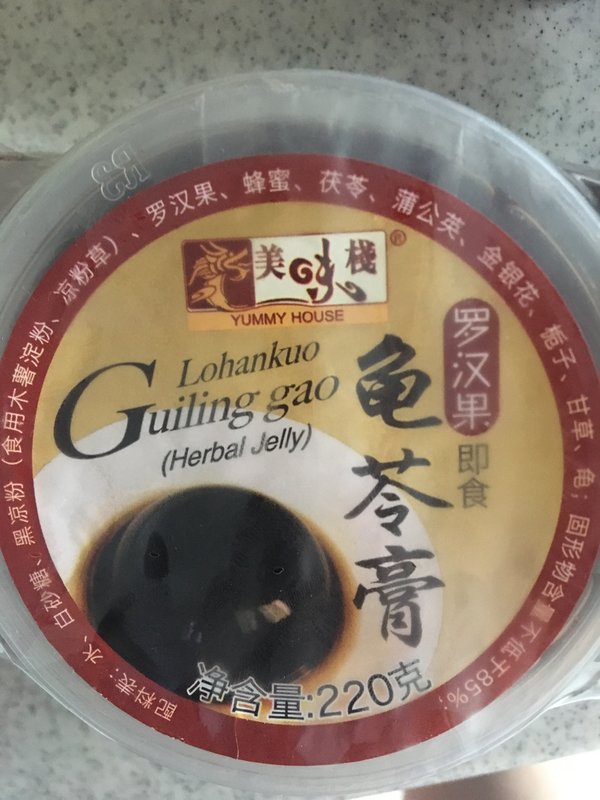 美味栈®
YUMMY HOUSE
Lohankuo
Guiling gao
(Herbal Jelly)
罗汉果
即食
龟苓膏
净含量:220克
配料表:水、白砂糖、黑凉粉(食用木薯淀粉、凉粉草)、罗汉果、蜂蜜、茯苓、蒲公英、金银花、栀子、甘草、龟;固形物含量不低于85%;